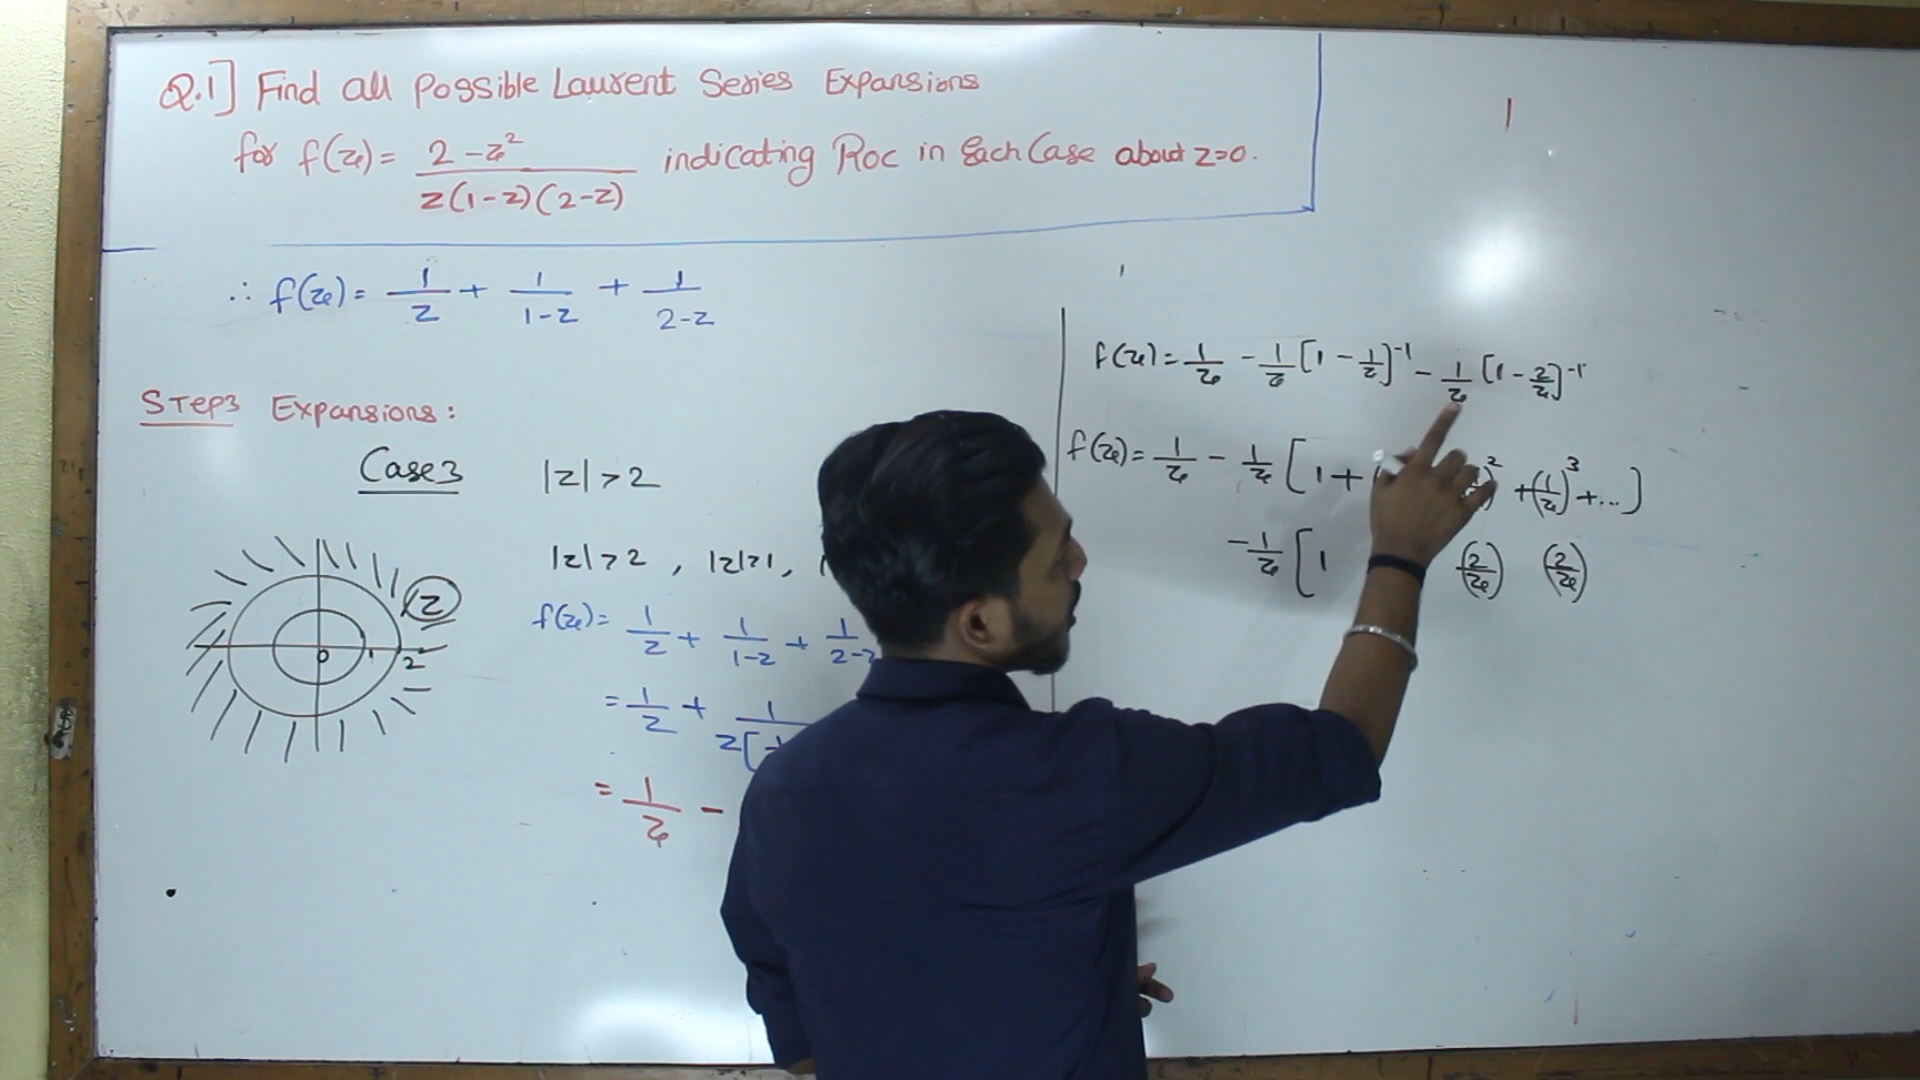 Q.1] Find all Possible Laurent Series Expansions
for f(z) = (2 - z²) / (z(1-z)(2-z)) indicating ROC in Each Case about z=0.
∴ f(z) = 1/z + 1/(1-z) + 1/(2-z)
STEP3 Expansions:
Case3 |z| > 2
|z| > 2 , |z|>1,
f(z) = 1/z + 1/(1-z) + 1/(2-z)
= 1/z + 1/z[
= 1/z -
2
0 1 2
f(z) = 1/z - 1/z [1 - 1/z]⁻¹ - 1/z [1 - 2/z]⁻¹
f(z) = 1/z - 1/z [1 + )² + (1/z)³ + ...]
- 1/z [1 (2/z) (2/z)